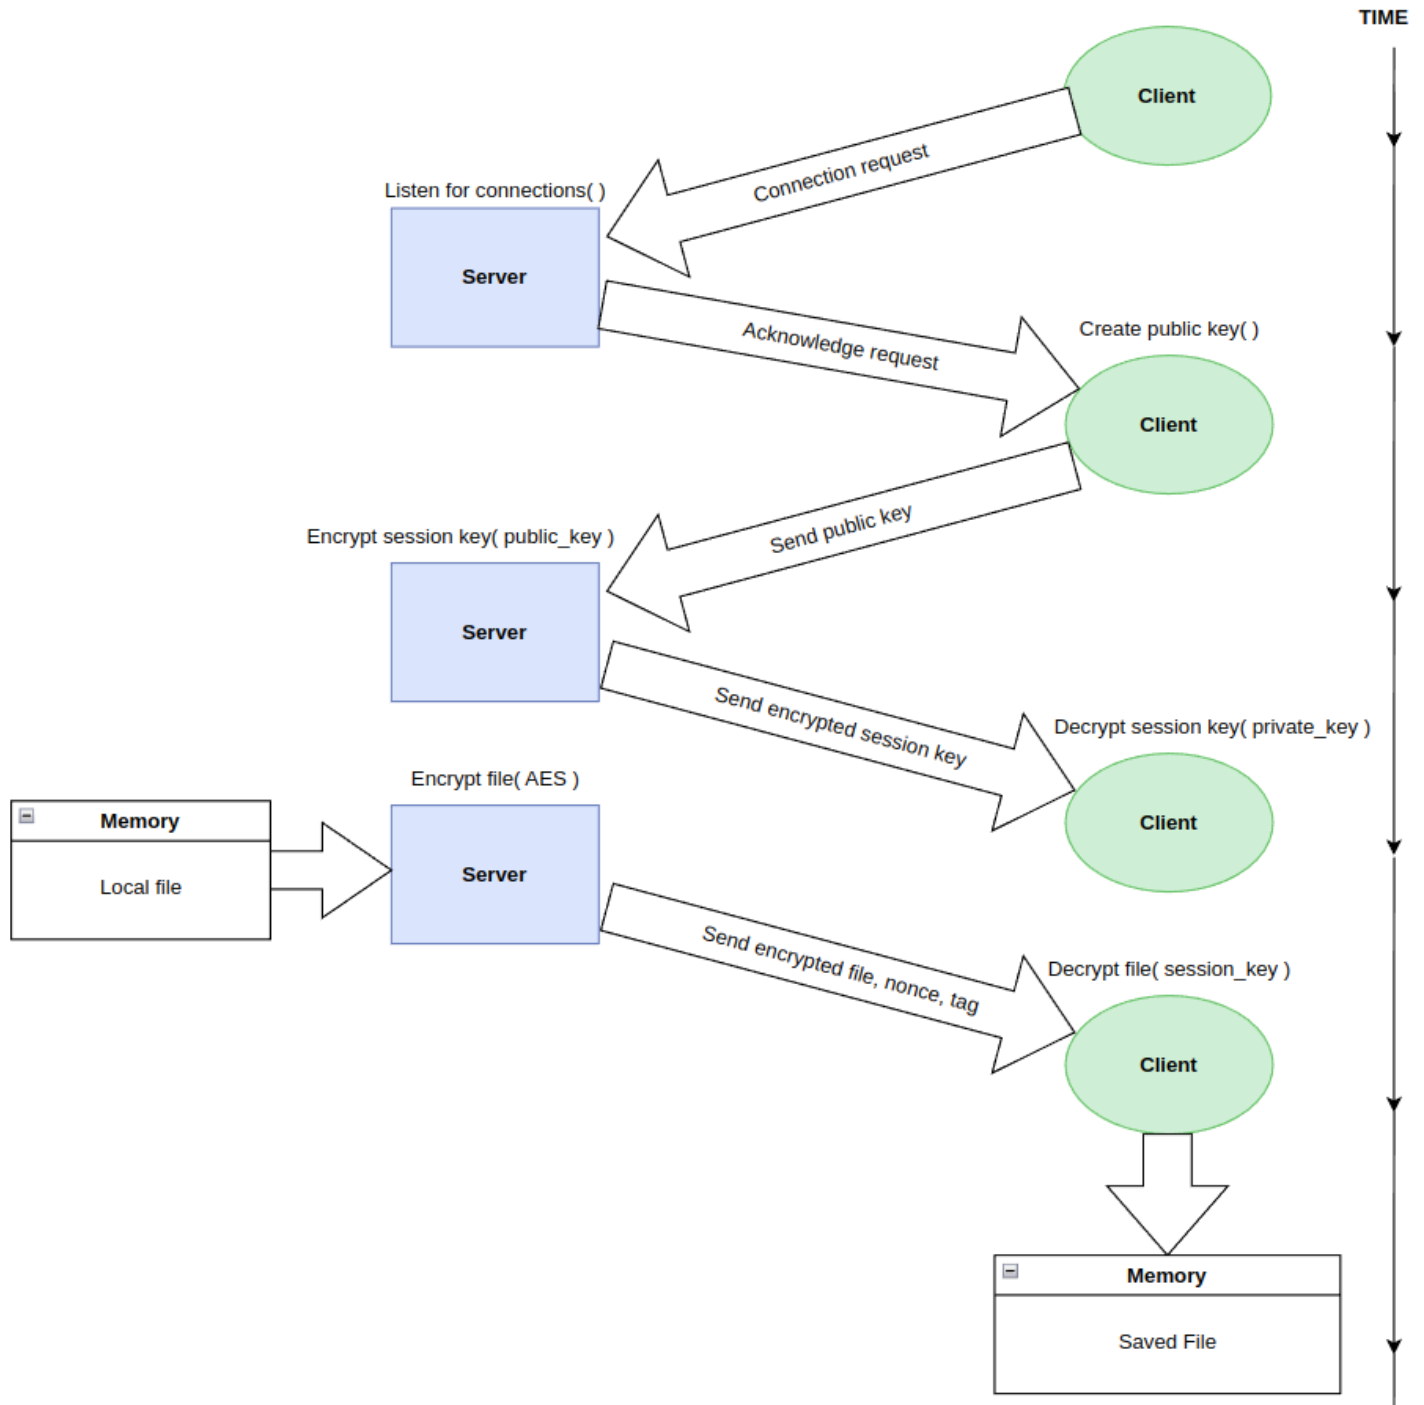 TIME
Client
Connection request
Listen for connections( )
Server
Acknowledge request
Create public key( )
Client
Send public key
Encrypt session key( public_key )
Server
Send encrypted session key
Decrypt session key( private_key )
Client
Encrypt file( AES )
Memory
Local file
Server
Send encrypted file, nonce, tag
Decrypt file( session_key )
Client
Memory
Saved File